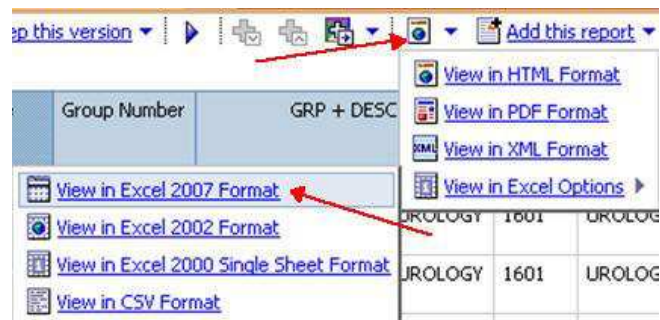 ep this version
Add this report
View in HTML Format
Group Number
GRP + DESC
View in PDF Format
XML
View in XML Format
View in Excel 2007 Format
View in Excel Options
UROLOGY 1601 UROLOG
View in Excel 2002 Format
View in Excel 2000 Single Sheet Format
UROLOGY 1601 UROLOG
View in CSV Format